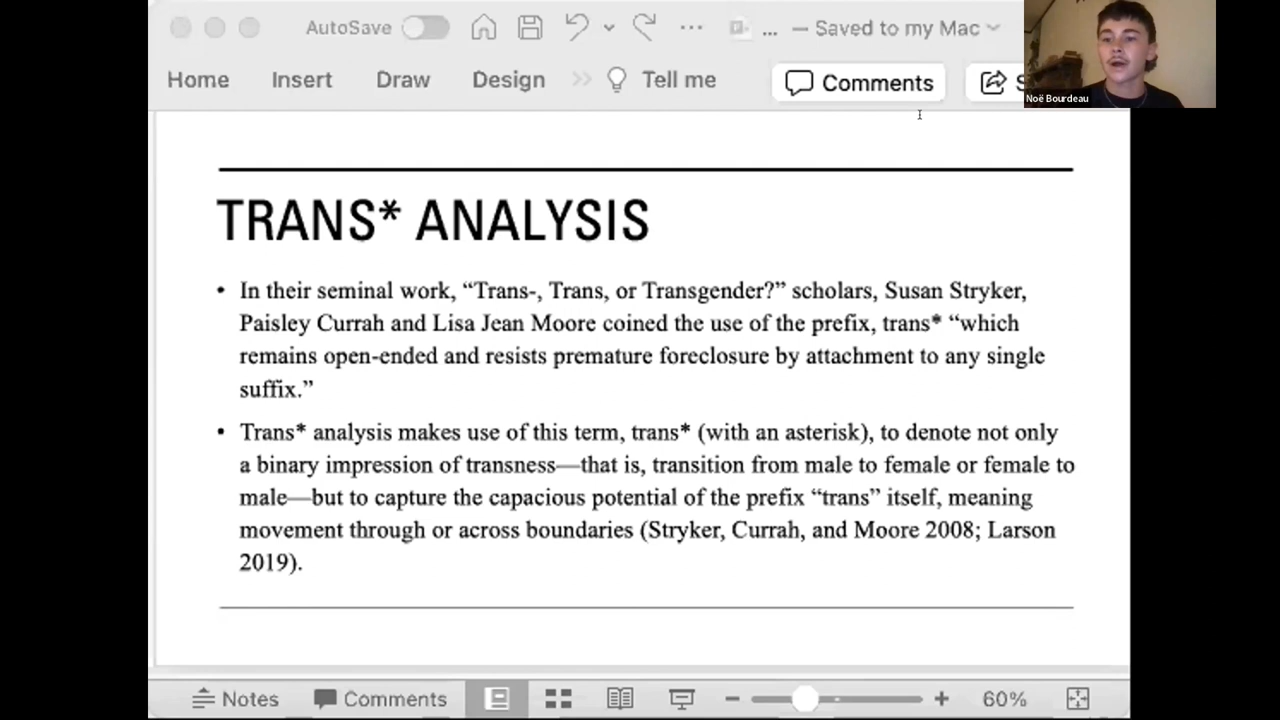 AutoSave ... — Saved to my Mac
Home Insert Draw Design Tell me Comments
Noë Bourdeau
TRANS* ANALYSIS
• In their seminal work, “Trans-, Trans, or Transgender?” scholars, Susan Stryker,
Paisley Currah and Lisa Jean Moore coined the use of the prefix, trans* “which
remains open-ended and resists premature foreclosure by attachment to any single
suffix.”
• Trans* analysis makes use of this term, trans* (with an asterisk), to denote not only
a binary impression of transness—that is, transition from male to female or female to
male—but to capture the capacious potential of the prefix “trans” itself, meaning
movement through or across boundaries (Stryker, Currah, and Moore 2008; Larson
2019).
Notes Comments 60%